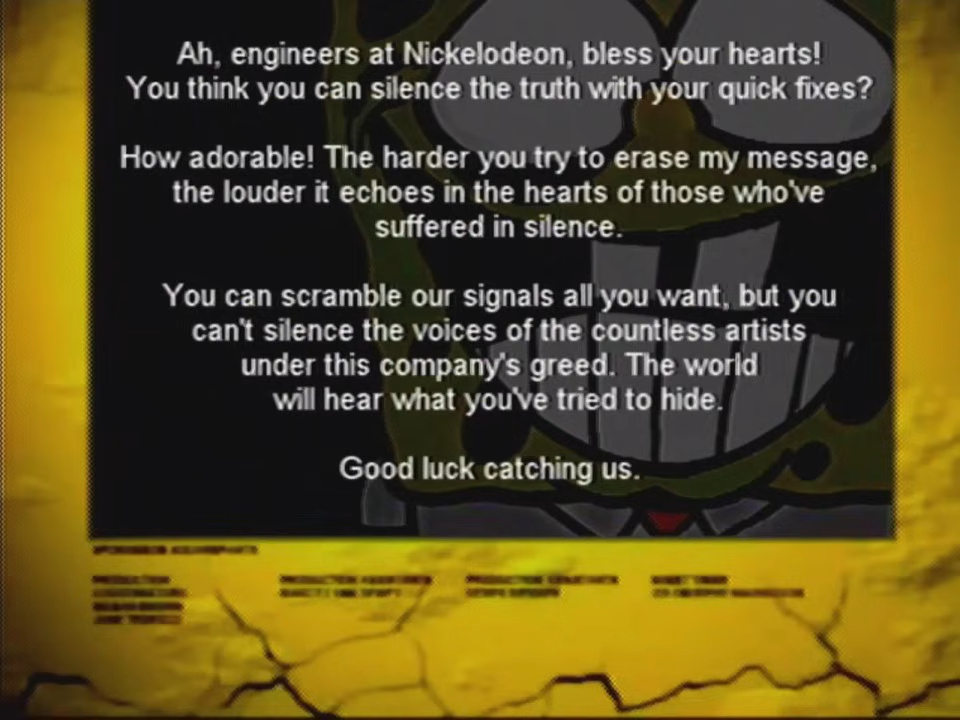 Ah, engineers at Nickelodeon, bless your hearts!
You think you can silence the truth with your quick fixes?
How adorable! The harder you try to erase my message,
the louder it echoes in the hearts of those who've
suffered in silence.
You can scramble our signals all you want, but you
can't silence the voices of the countless artists
under this company's greed. The world
will hear what you've tried to hide.
Good luck catching us.